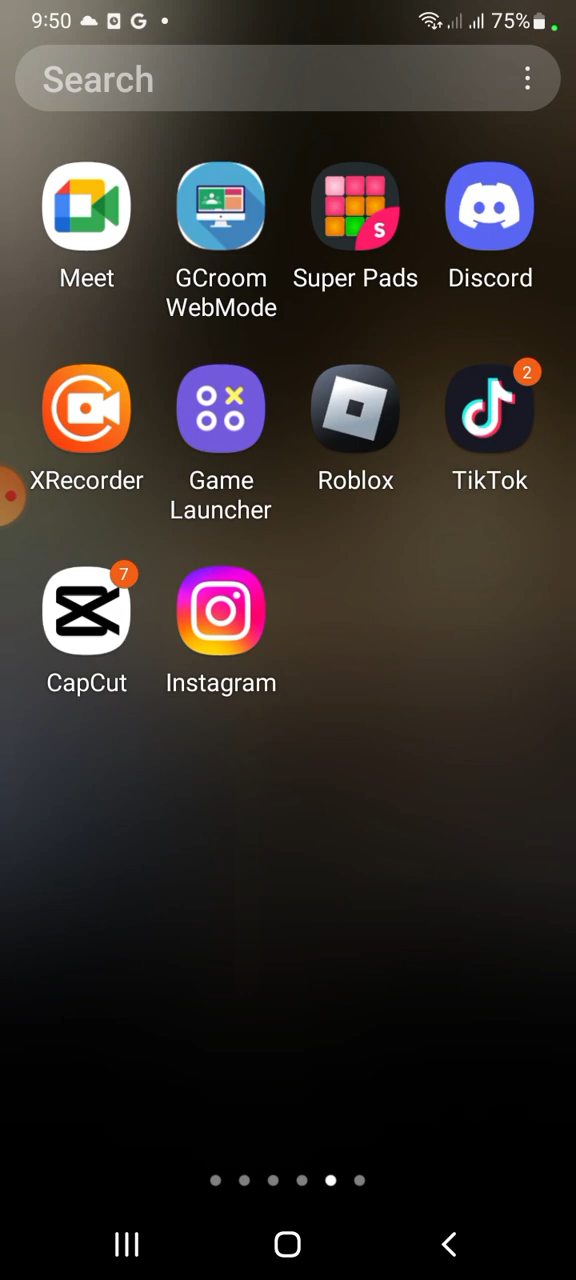 9:50
75%
Search
Meet
GCroom
WebMode
S
Super Pads
Discord
XRecorder
Game
Launcher
Roblox
2
TikTok
7
CapCut
Instagram